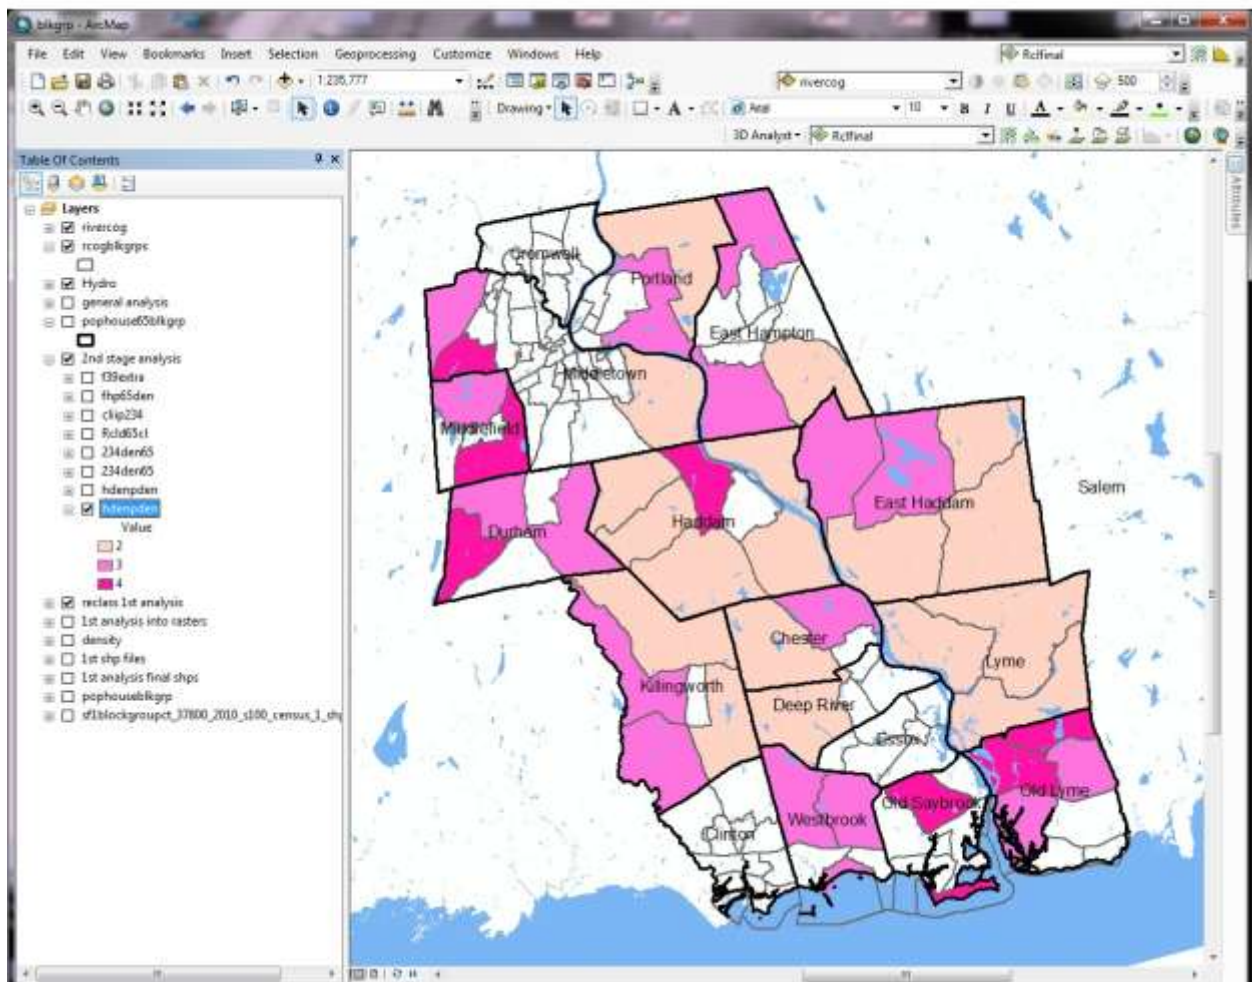 blkgrp - ArcMap
File Edit View Bookmarks Insert Selection Geoprocessing Customize Windows Help
Rclfinal
1:235,777
rivercog
500
Drawing
A
Arial
10
B I U A
3D Analyst
Rclfinal
Table Of Contents
Layers
rivercog
rcogblkgrps
Hydro
general analysis
pophouse65blkgrp
2nd stage analysis
f39extra
fhp65den
clip234
Rcld65cl
234den65
234den65
hdenpden
hdenpden
Value
2
3
4
reclass 1st analysis
1st analysis into rasters
density
1st shp files
1st analysis final shps
pophouseblkgrp
sf1blockgroupct_37800_2010_s100_census_1_shp
Attributes
Cromwell
Portland
East Hampton
Middletown
Middlefield
Salem
East Haddam
Haddam
Durham
Chester
Lyme
Killingworth
Deep River
Essex
Old Lyme
Old Saybrook
Westbrook
Clinton